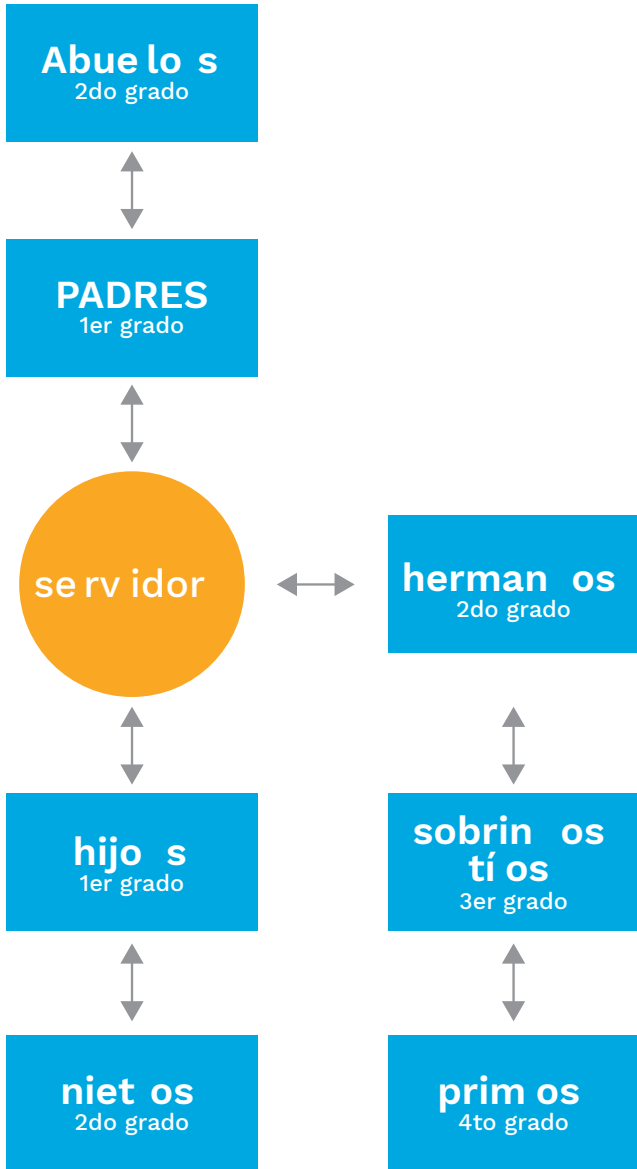 Abuelos
2do grado
PADRES
1er grado
servidor
hermanos
2do grado
hijos
1er grado
sobrinos
tíos
3er grado
nietos
2do grado
primos
4to grado